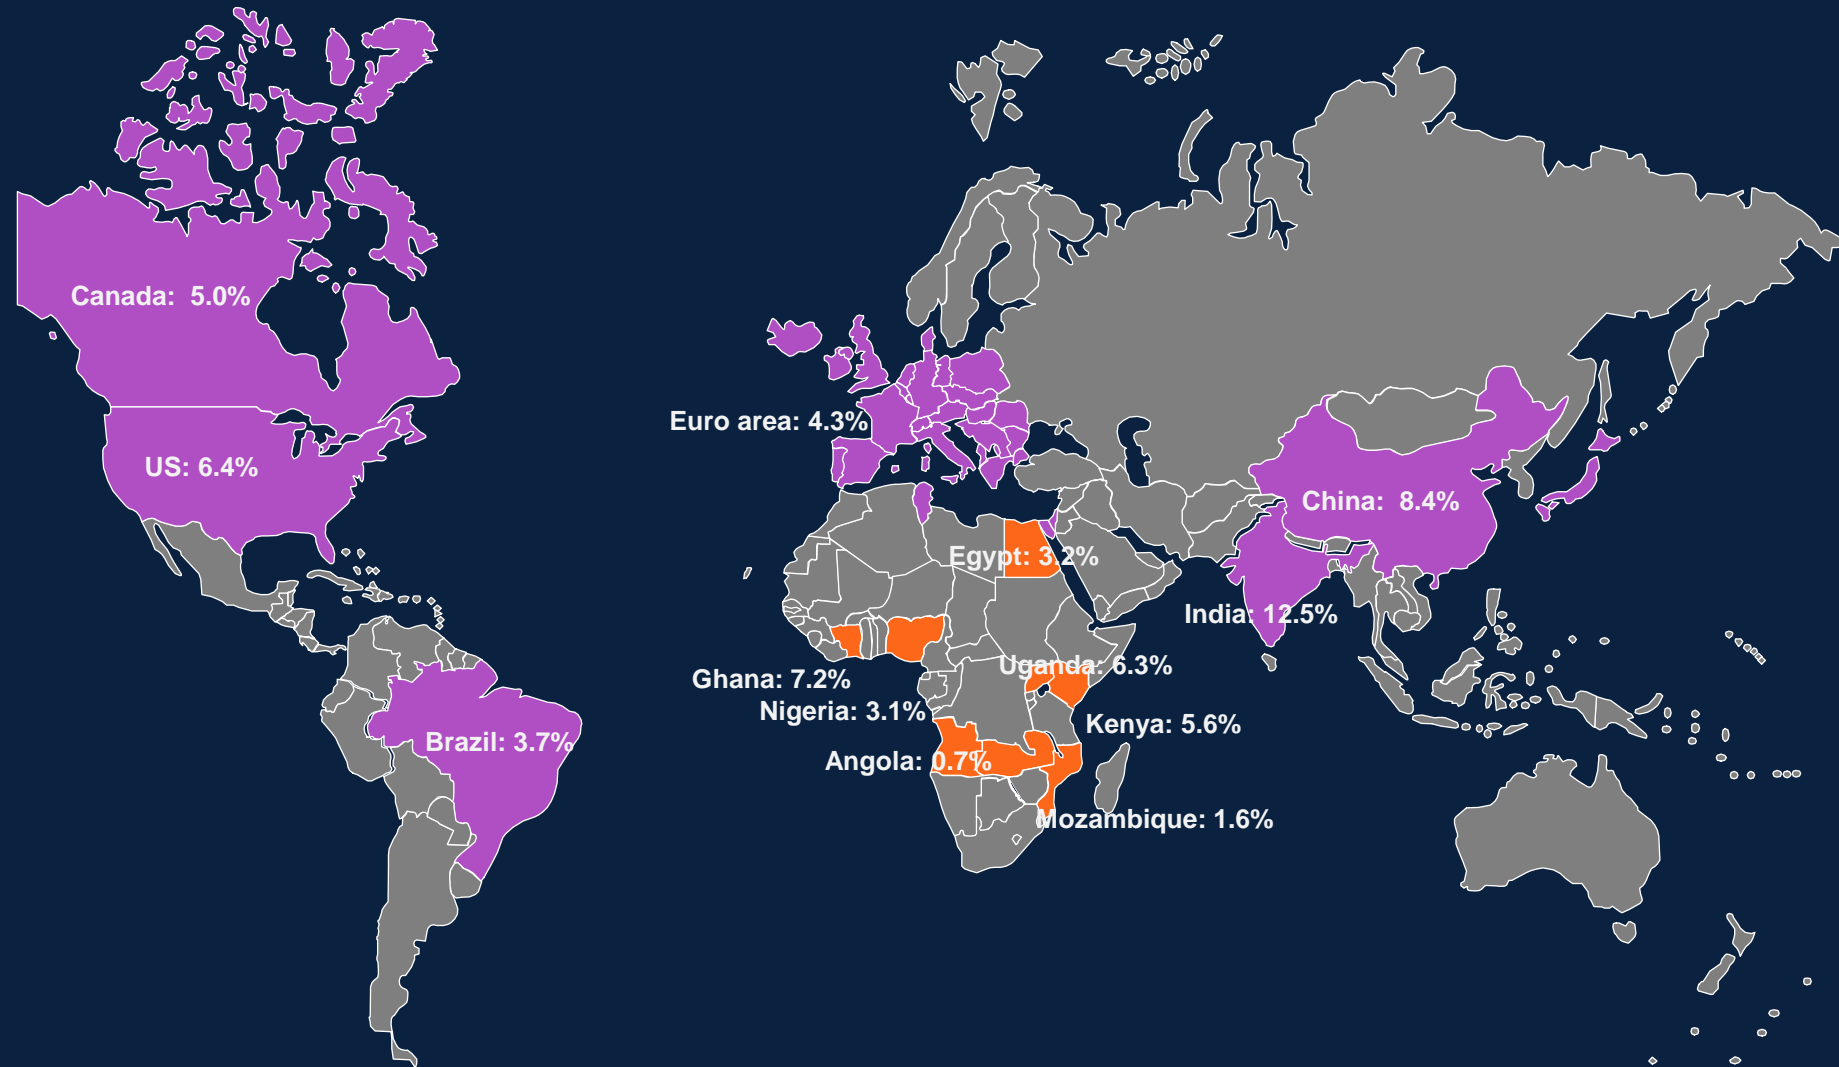 Canada:  5.0%
Euro area: 4.3%
US: 6.4%
China:  8.4%
Egypt: 3.2%
India: 12.5%
Uganda: 6.3%
Ghana: 7.2%
Nigeria: 3.1%
Kenya: 5.6%
Brazil: 3.7%
Angola: 0.7%
Mozambique: 1.6%